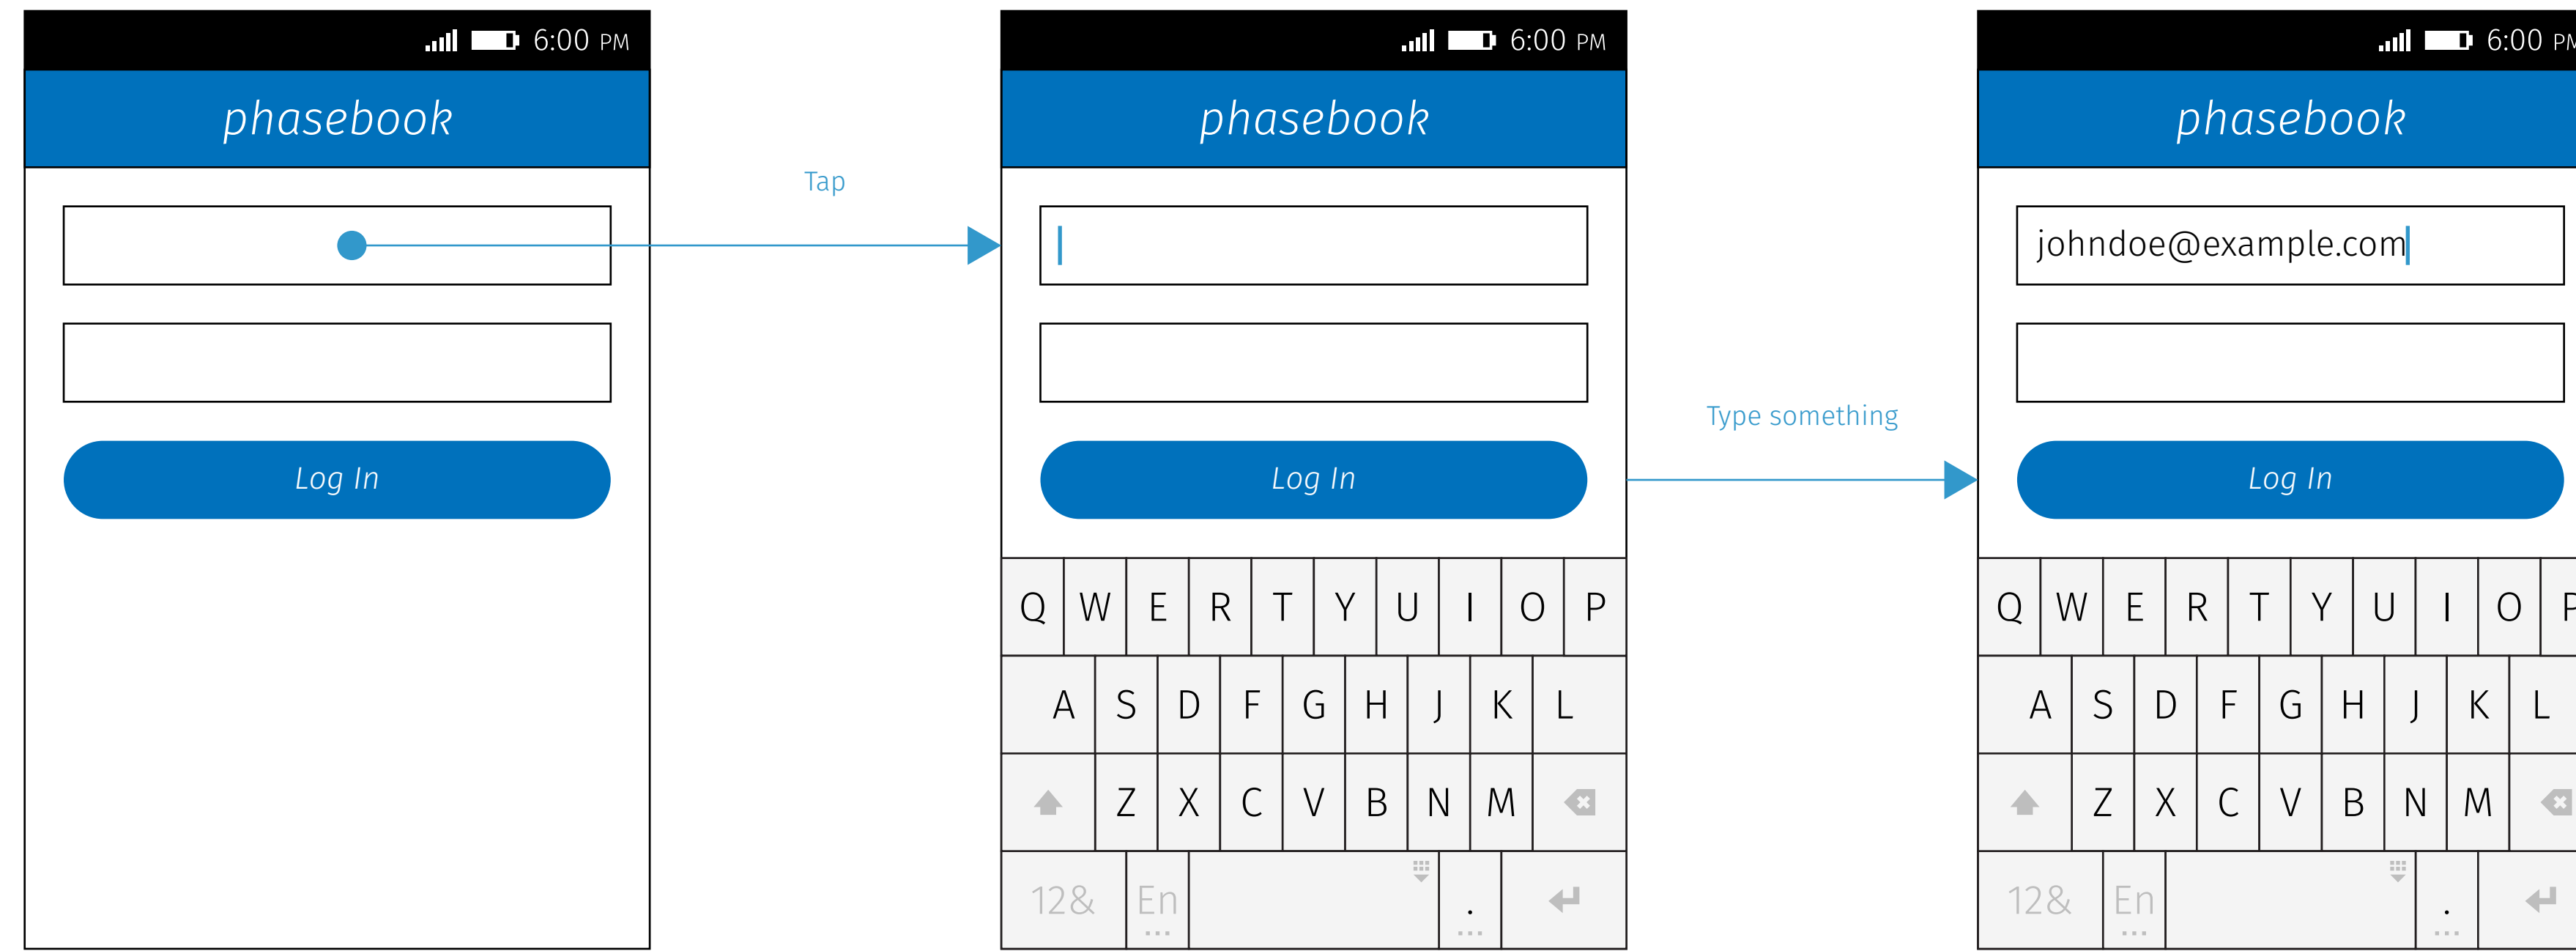 6:00 PM
phasebook
Log In
Tap
6:00 PM
phasebook
Log In
Q W E R T Y U I O P
A S D F G H J K L
Z X C V B N M
12& En .
Type something
6:00 PM
phasebook
johndoe@example.com
Log In
Q W E R T Y U I O P
A S D F G H J K L
Z X C V B N M
12& En .